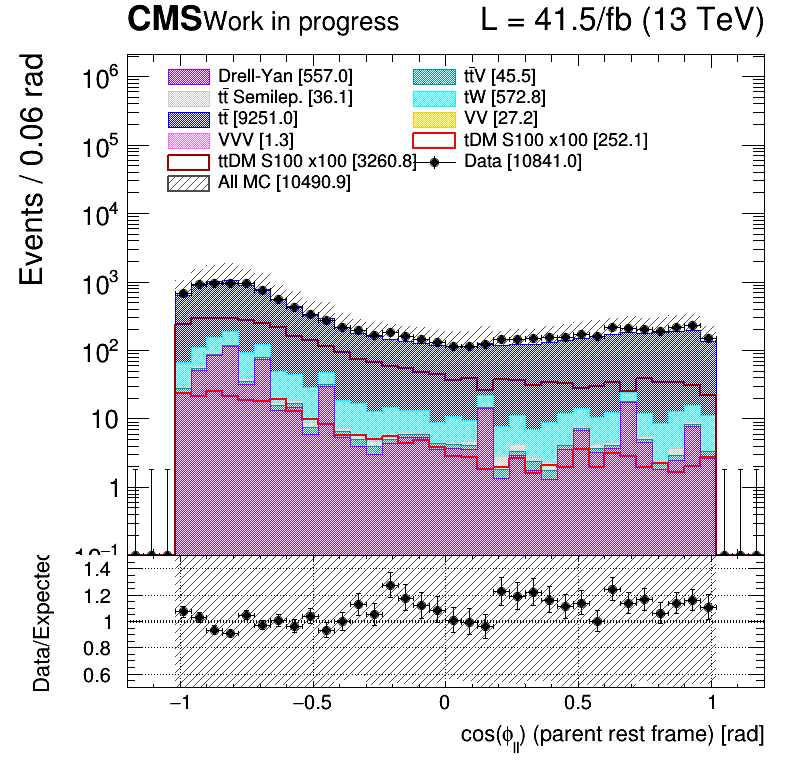 CMS Work in progress L = 41.5/fb (13 TeV)
Events / 0.06 rad
Drell-Yan [557.0] tt̄V [45.5]
tt̄ Semilep. [36.1] tW [572.8]
tt̄ [9251.0] VV [27.2]
VVV [1.3] tDM S100 x100 [252.1]
ttDM S100 x100 [3260.8] Data [10841.0]
All MC [10490.9]
10⁶
10⁵
10⁴
10³
10²
10
1
10⁻¹
Data/Expected
1.4
1.2
1
0.8
0.6
−1 −0.5 0 0.5 1
cos(ϕ_ll) (parent rest frame) [rad]